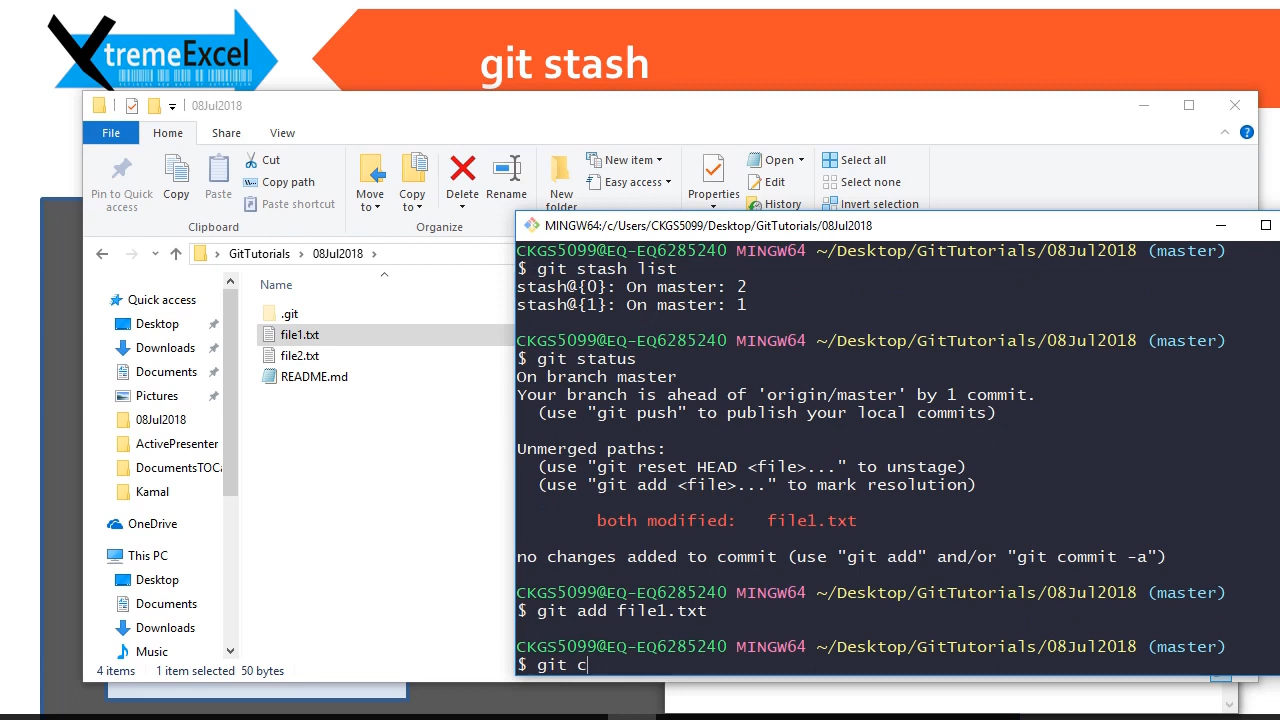 XtremeExcel
git stash
08Jul2018
File
Home
Share
View
Pin to Quick access
Copy
Paste
Cut
Copy path
Paste shortcut
Clipboard
Move to
Copy to
Delete
Rename
Organize
New
folder
New item
Easy access
Properties
Open
Edit
History
Select all
Select none
Invert selection
GitTutorials
08Jul2018
Name
Quick access
Desktop
Downloads
Documents
Pictures
08Jul2018
ActivePresenter
DocumentsTOCa
Kamal
OneDrive
This PC
Desktop
Documents
Downloads
Music
.git
file1.txt
file2.txt
README.md
4 items
1 item selected 50 bytes
MINGW64:/c/Users/CKGS5099/Desktop/GitTutorials/08Jul2018
CKGS5099@EQ-EQ6285240 MINGW64 ~/Desktop/GitTutorials/08Jul2018 (master)
$ git stash list
stash@{0}: On master: 2
stash@{1}: On master: 1
CKGS5099@EQ-EQ6285240 MINGW64 ~/Desktop/GitTutorials/08Jul2018 (master)
$ git status
On branch master
Your branch is ahead of 'origin/master' by 1 commit.
(use "git push" to publish your local commits)
Unmerged paths:
(use "git reset HEAD <file>..." to unstage)
(use "git add <file>..." to mark resolution)
both modified: file1.txt
no changes added to commit (use "git add" and/or "git commit -a")
CKGS5099@EQ-EQ6285240 MINGW64 ~/Desktop/GitTutorials/08Jul2018 (master)
$ git add file1.txt
CKGS5099@EQ-EQ6285240 MINGW64 ~/Desktop/GitTutorials/08Jul2018 (master)
$ git c